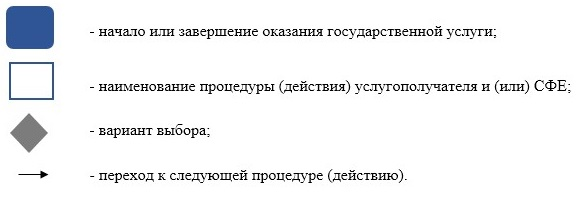 - начало или завершение оказания государственной услуги;
- наименование процедуры (действия) услугополучателя и (или) СФЕ;
- вариант выбора;
- переход к следующей процедуре (действию).